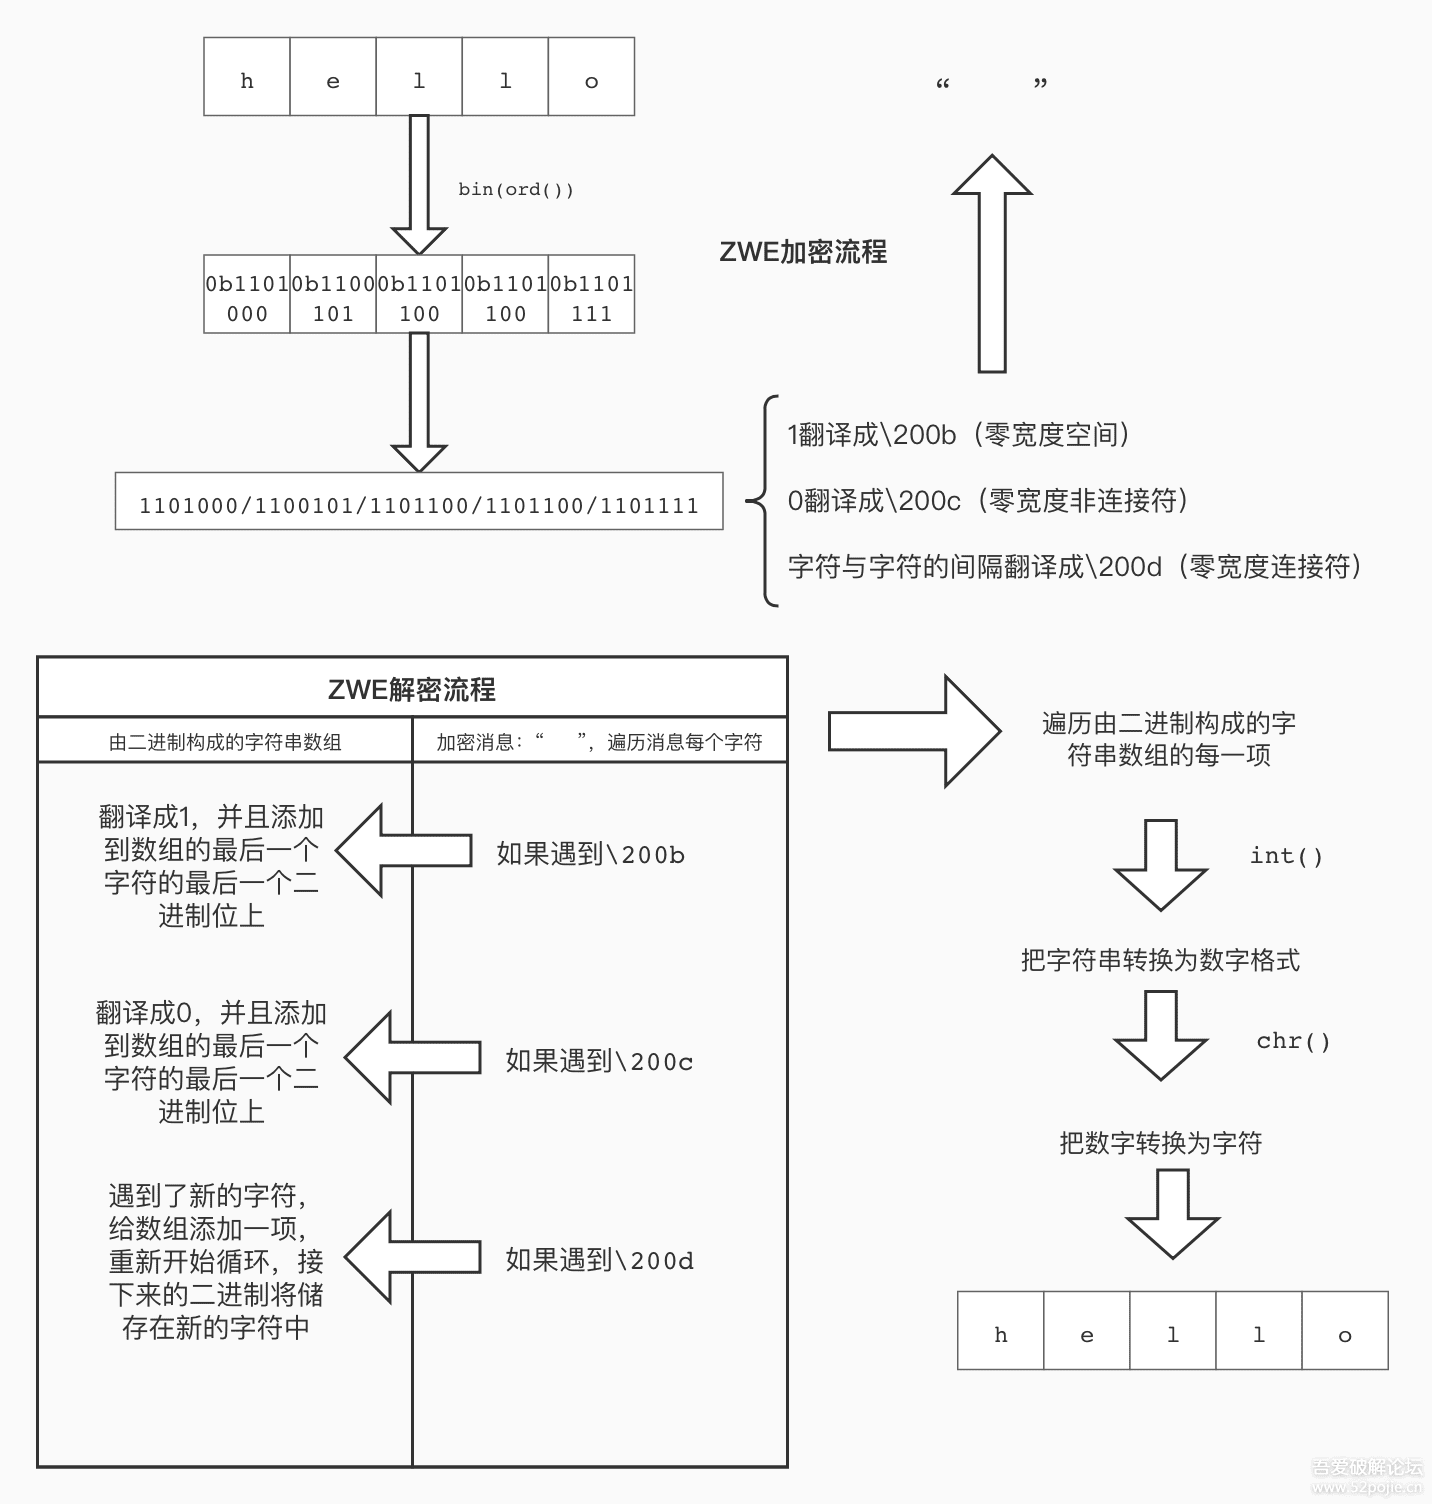 h e l l o
“ ”
bin(ord())
ZWE加密流程
0b1101 0b1100 0b1101 0b1101 0b1101
000 101 100 100 111
1翻译成\200b（零宽度空间）
1101000/1100101/1101100/1101100/1101111
0翻译成\200c（零宽度非连接符）
字符与字符的间隔翻译成\200d（零宽度连接符）
ZWE解密流程
由二进制构成的字符串数组
加密消息：“ ”，遍历消息每个字符
翻译成1，并且添加
到数组的最后一个
字符的最后一个二
进制位上
如果遇到\200b
翻译成0，并且添加
到数组的最后一个
字符的最后一个二
进制位上
如果遇到\200c
遇到了新的字符，
给数组添加一项，
重新开始循环，接
下来的二进制将储
存在新的字符中
如果遇到\200d
遍历由二进制构成的字
符串数组的每一项
int()
把字符串转换为数字格式
chr()
把数字转换为字符
h e l l o
吾爱破解论坛
www.52pojie.cn